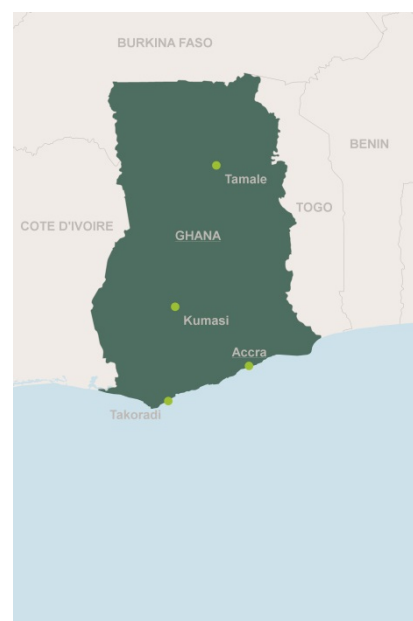 BURKINA FASO
BENIN
Tamale
TOGO
COTE D'IVOIRE
GHANA
Kumasi
Accra
Takoradi